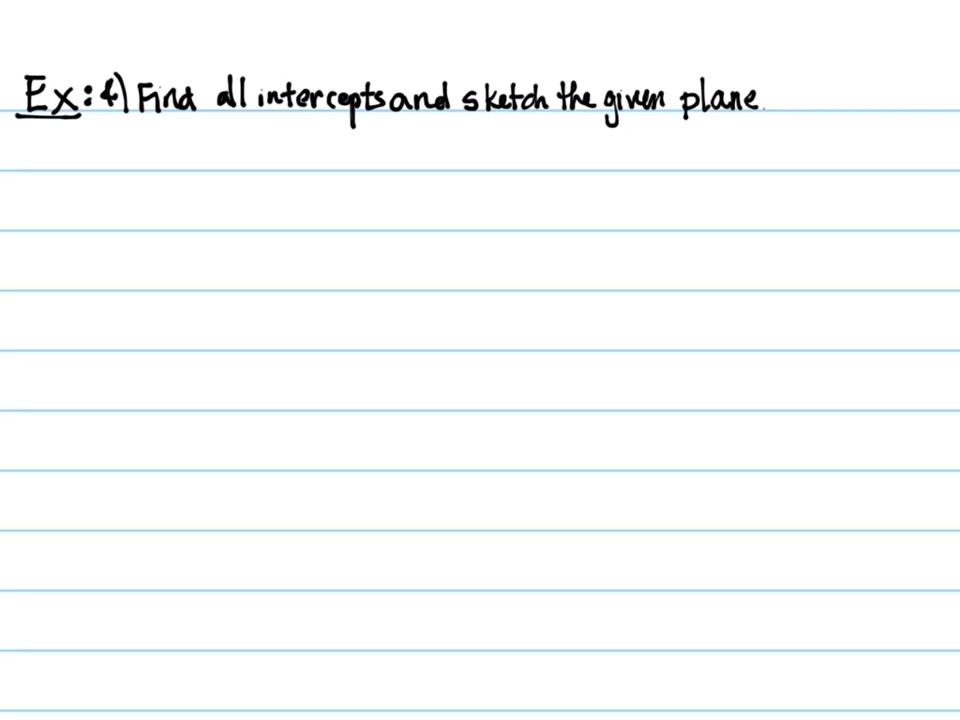 Ex: 4) Find all intercepts and sketch the given plane.